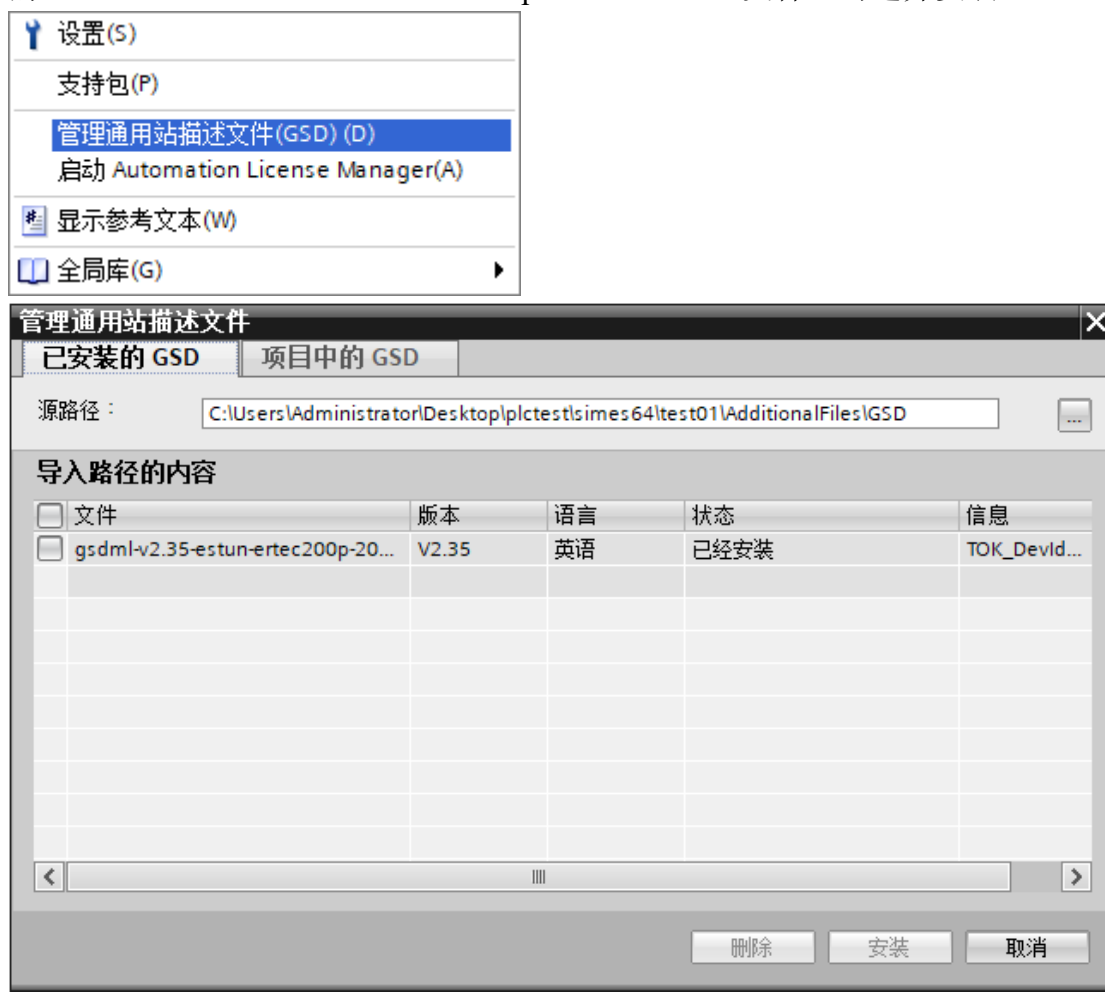 设置(S)
支持包(P)
管理通用站描述文件(GSD) (D)
启动 Automation License Manager(A)
显示参考文本(W)
全局库(G)
管理通用站描述文件
已安装的 GSD 项目中的 GSD
源路径： C:\Users\Administrator\Desktop\plctest\simes64\test01\AdditionalFiles\GSD ...
导入路径的内容
文件 版本 语言 状态 信息
gsdml-v2.35-estun-ertec200p-20... V2.35 英语 已经安装 TOK_DevId...
删除 安装 取消